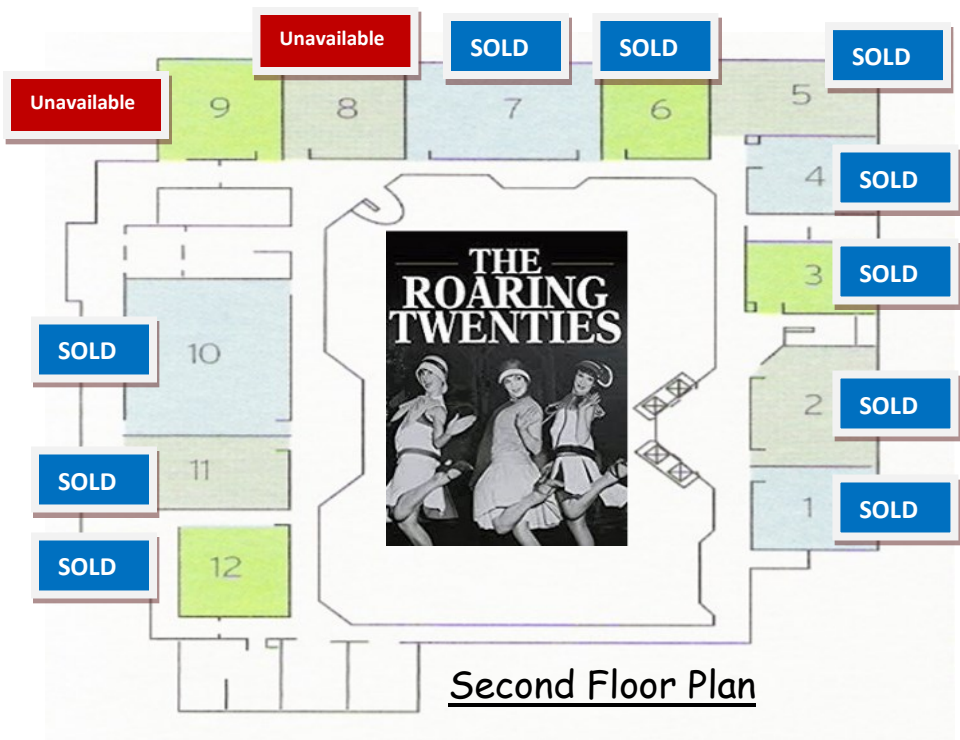 Unavailable
SOLD
SOLD
SOLD
Unavailable
9
8
7
6
5
4
SOLD
3
SOLD
THE
ROARING
TWENTIES
SOLD
10
2
SOLD
SOLD
11
1
SOLD
SOLD
12
Second Floor Plan